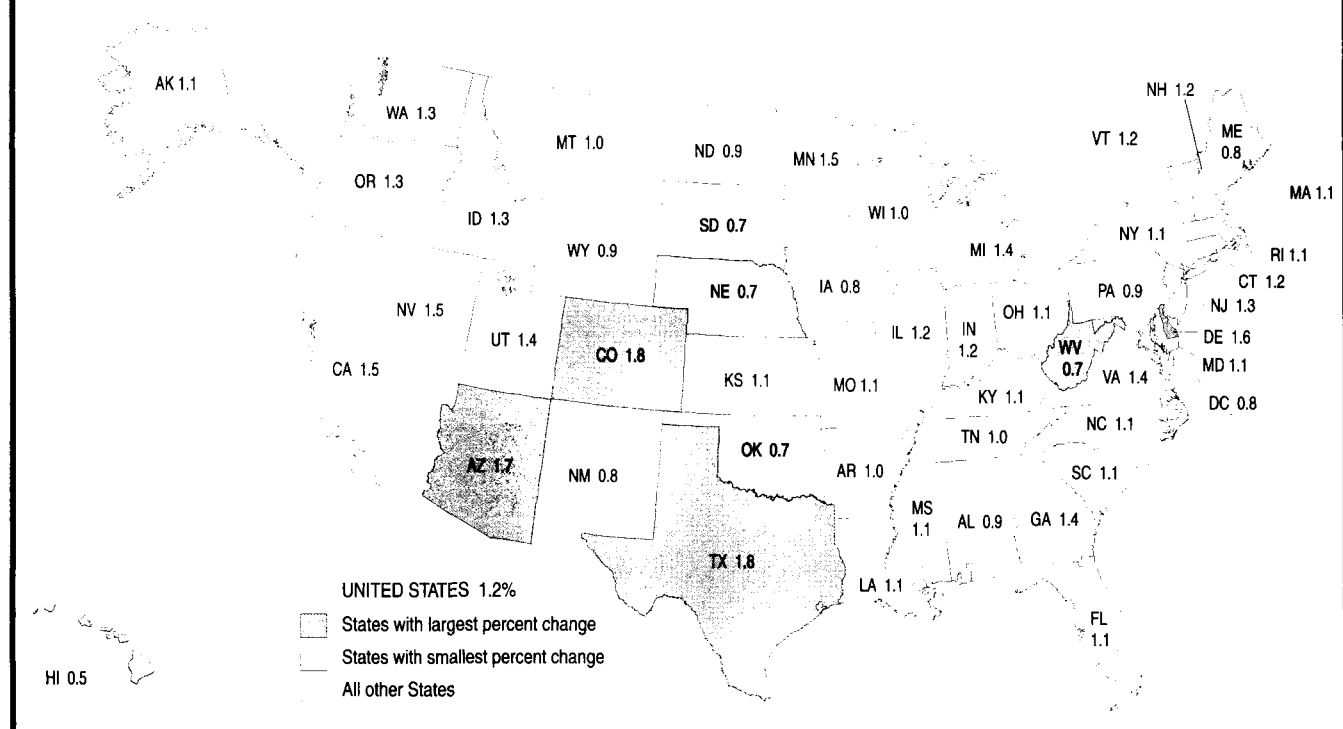 AK 1.1
WA 1.3
MT 1.0
ND 0.9
MN 1.5
NH 1.2
VT 1.2
ME
0.8
OR 1.3
ID 1.3
SD 0.7
WI 1.0
MA 1.1
WY 0.9
MI 1.4
NY 1.1
RI 1.1
CT 1.2
NE 0.7
IA 0.8
PA 0.9
NJ 1.3
NV 1.5
UT 1.4
CO 1.8
IL 1.2
IN
1.2
OH 1.1
WV
0.7
DE 1.6
MD 1.1
CA 1.5
KS 1.1
MO 1.1
KY 1.1
VA 1.4
DC 0.8
AZ 1.7
NM 0.8
OK 0.7
AR 1.0
TN 1.0
NC 1.1
SC 1.1
MS
1.1
AL 0.9
GA 1.4
TX 1.8
LA 1.1
FL
1.1
HI 0.5
UNITED STATES 1.2%
States with largest percent change
States with smallest percent change
All other States